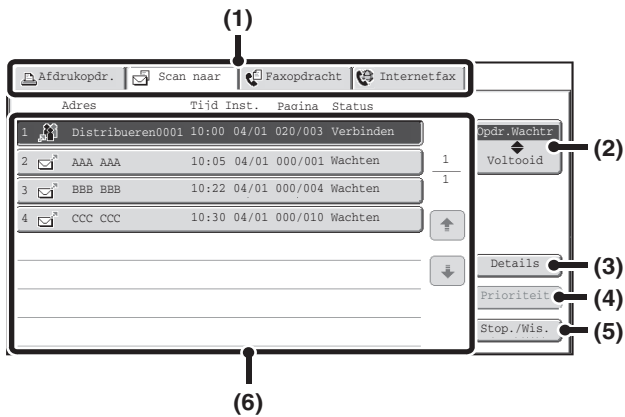 (1)
Afdrukopdr. Scan naar Faxopdracht Internetfax
Adres Tijd Inst. Pagina Status
1 Distribueren0001 10:00 04/01 020/003 Verbinden
2 AAA AAA 10:05 04/01 000/001 Wachten
3 BBB BBB 10:22 04/01 000/004 Wachten
4 CCC CCC 10:30 04/01 000/010 Wachten
1
1
Opdr.Wachtr
Voltooid
(2)
Details
(3)
Prioriteit
(4)
Stop./Wis.
(5)
(6)